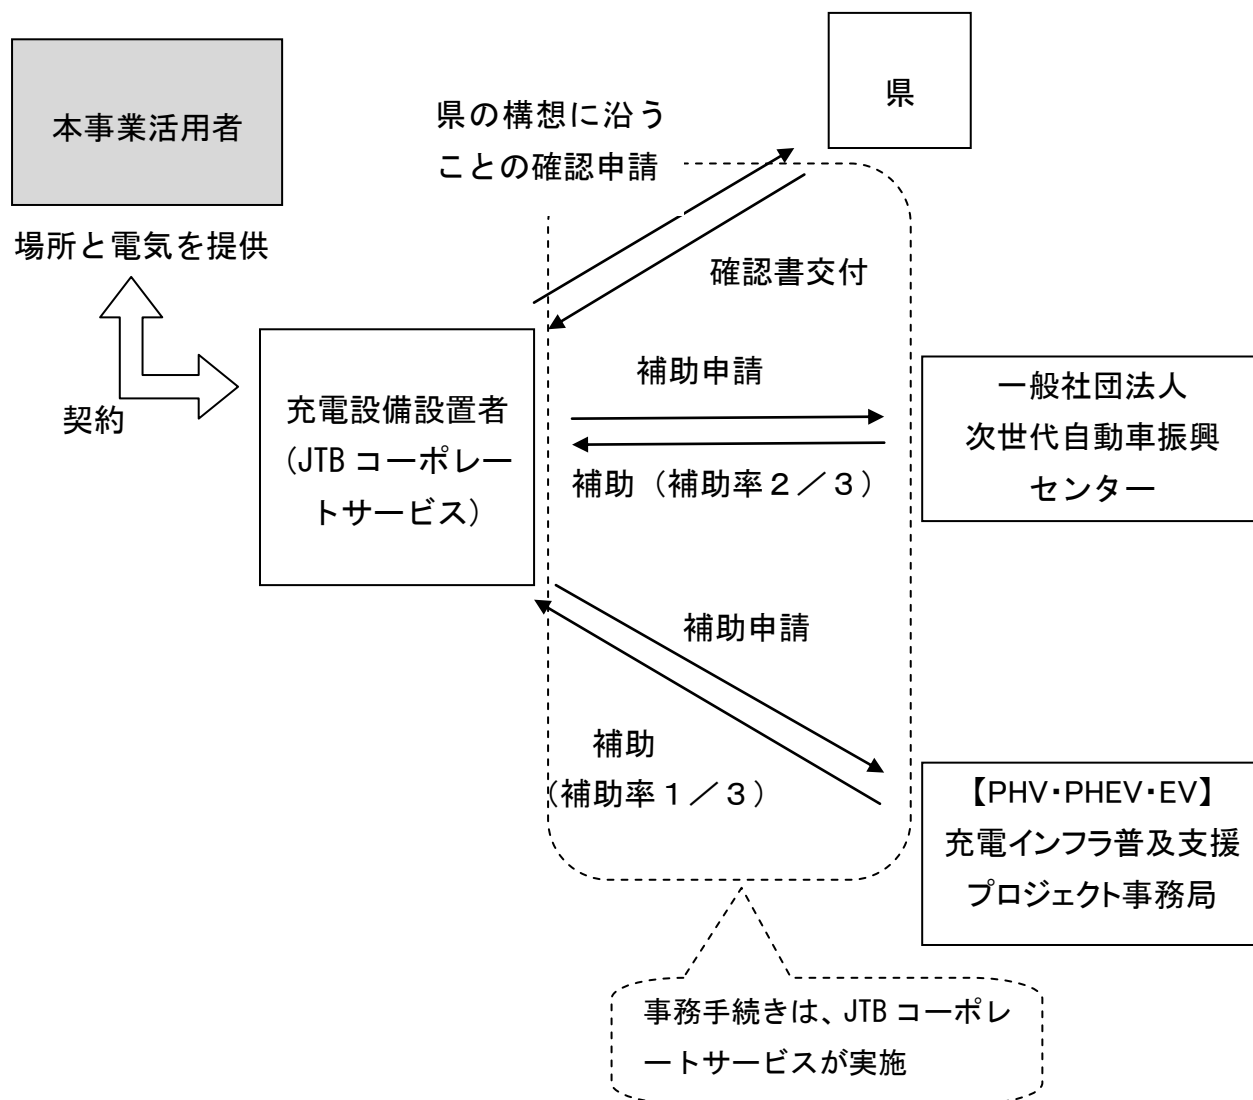 県
本事業活用者
県の構想に沿う
ことの確認申請
場所と電気を提供
確認書交付
契約
充電設備設置者
（JTB コーポレー
トサービス）
補助申請
補助（補助率２／３）
一般社団法人
次世代自動車振興
センター
補助申請
補助
（補助率１／３）
【PHV・PHEV・EV】
充電インフラ普及支援
プロジェクト事務局
事務手続きは、JTB コーポレ
ートサービスが実施